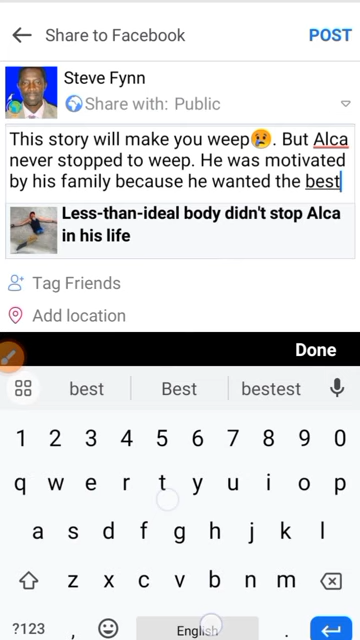 Share to Facebook
POST
Steve Fynn
Share with: Public
This story will make you weep😢. But Alca
never stopped to weep. He was motivated
by his family because he wanted the best
Less-than-ideal body didn't stop Alca
in his life
Tag Friends
Add location
Done
best Best bestest
1 2 3 4 5 6 7 8 9 0
q w e r t y u i o p
a s d f g h j k l
z x c v b n m
?123 , English .